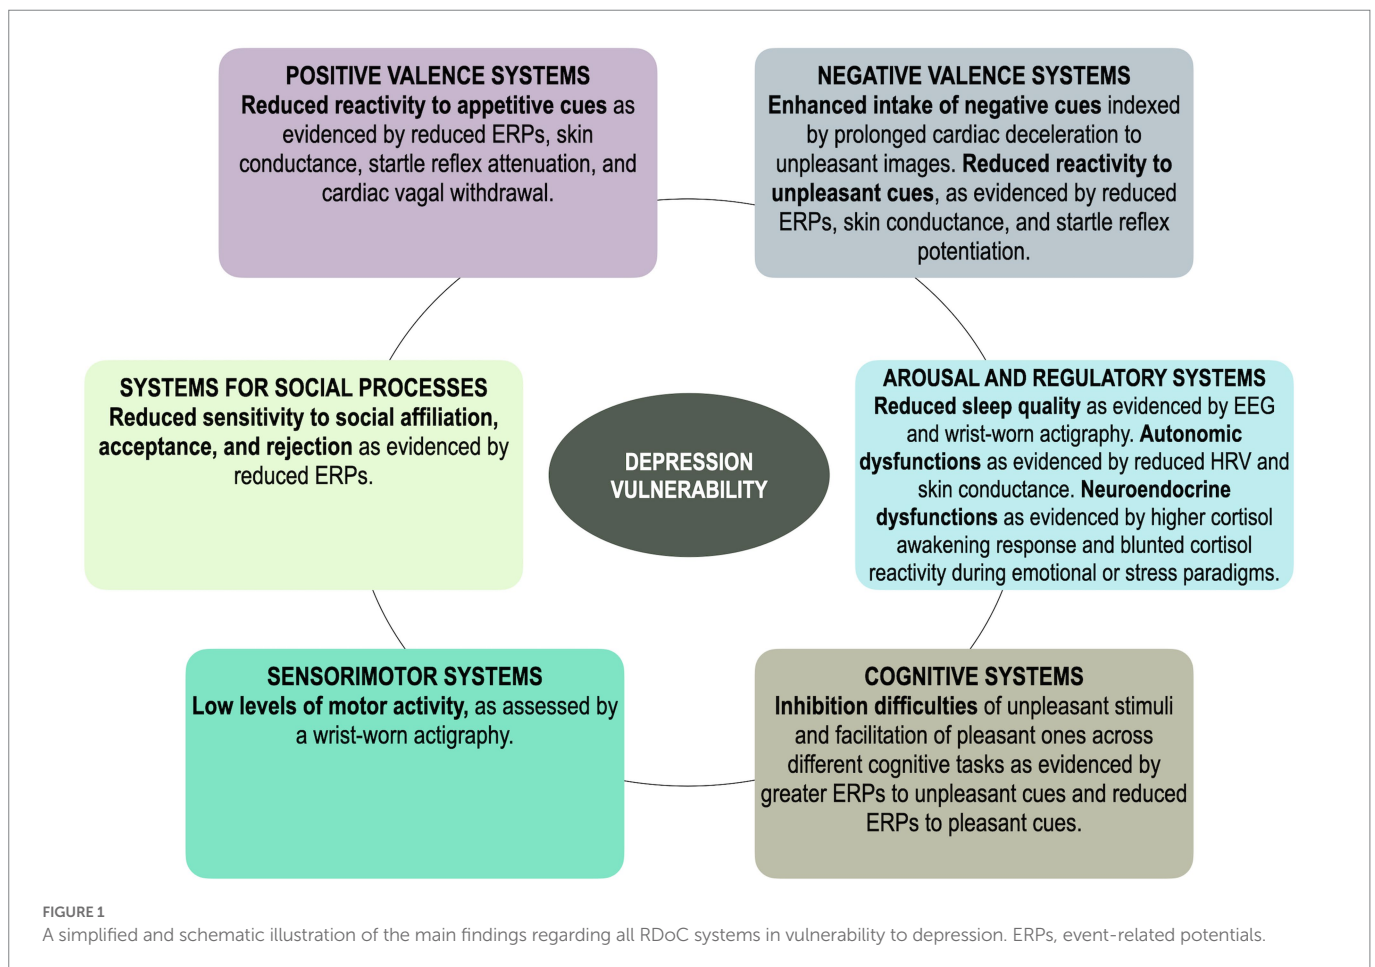 POSITIVE VALENCE SYSTEMS
Reduced reactivity to appetitive cues as
evidenced by reduced ERPs, skin
conductance, startle reflex attenuation, and
cardiac vagal withdrawal.
NEGATIVE VALENCE SYSTEMS
Enhanced intake of negative cues indexed
by prolonged cardiac deceleration to
unpleasant images. Reduced reactivity to
unpleasant cues, as evidenced by reduced
ERPs, skin conductance, and startle reflex
potentiation.
SYSTEMS FOR SOCIAL PROCESSES
Reduced sensitivity to social affiliation,
acceptance, and rejection as evidenced by
reduced ERPs.
DEPRESSION
VULNERABILITY
AROUSAL AND REGULATORY SYSTEMS
Reduced sleep quality as evidenced by EEG
and wrist-worn actigraphy. Autonomic
dysfunctions as evidenced by reduced HRV and
skin conductance. Neuroendocrine
dysfunctions as evidenced by higher cortisol
awakening response and blunted cortisol
reactivity during emotional or stress paradigms.
SENSORIMOTOR SYSTEMS
Low levels of motor activity, as assessed by
a wrist-worn actigraphy.
COGNITIVE SYSTEMS
Inhibition difficulties of unpleasant stimuli
and facilitation of pleasant ones across
different cognitive tasks as evidenced by
greater ERPs to unpleasant cues and reduced
ERPs to pleasant cues.
FIGURE 1
A simplified and schematic illustration of the main findings regarding all RDoC systems in vulnerability to depression. ERPs, event-related potentials.